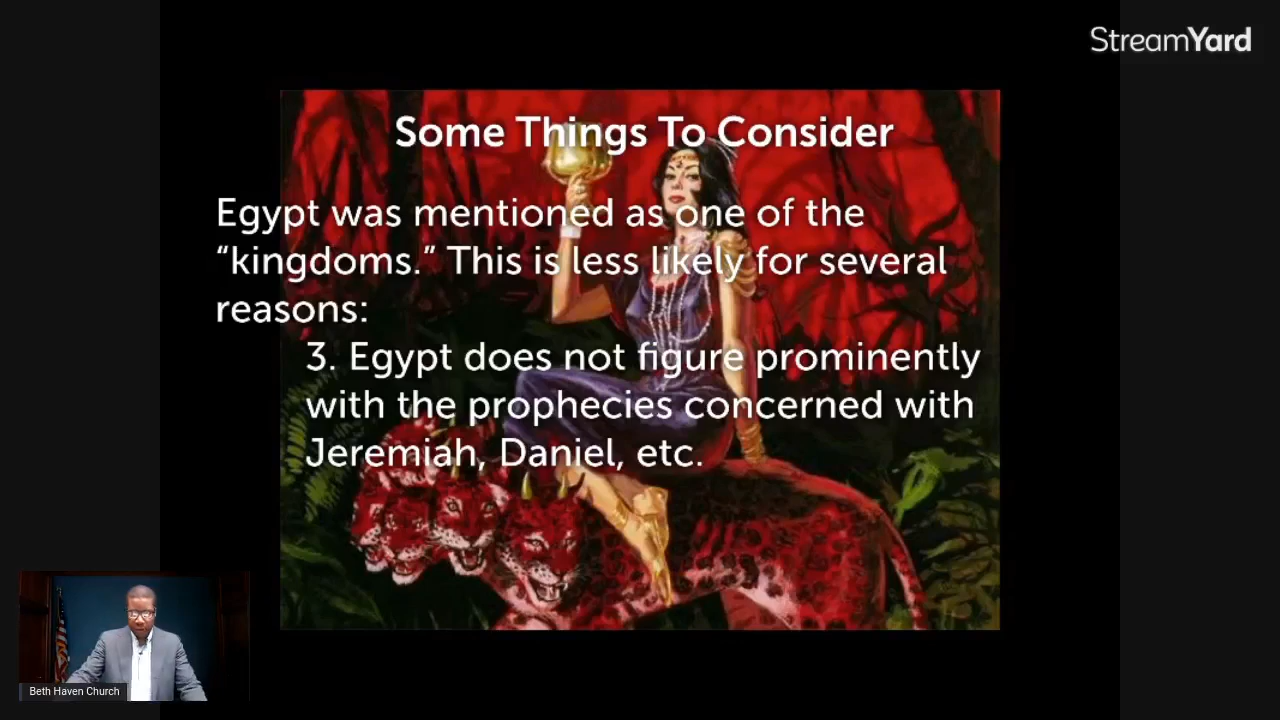 StreamYard
Some Things To Consider
Egypt was mentioned as one of the
“kingdoms.” This is less likely for several
reasons:
3. Egypt does not figure prominently
with the prophecies concerned with
Jeremiah, Daniel, etc.
Beth Haven Church